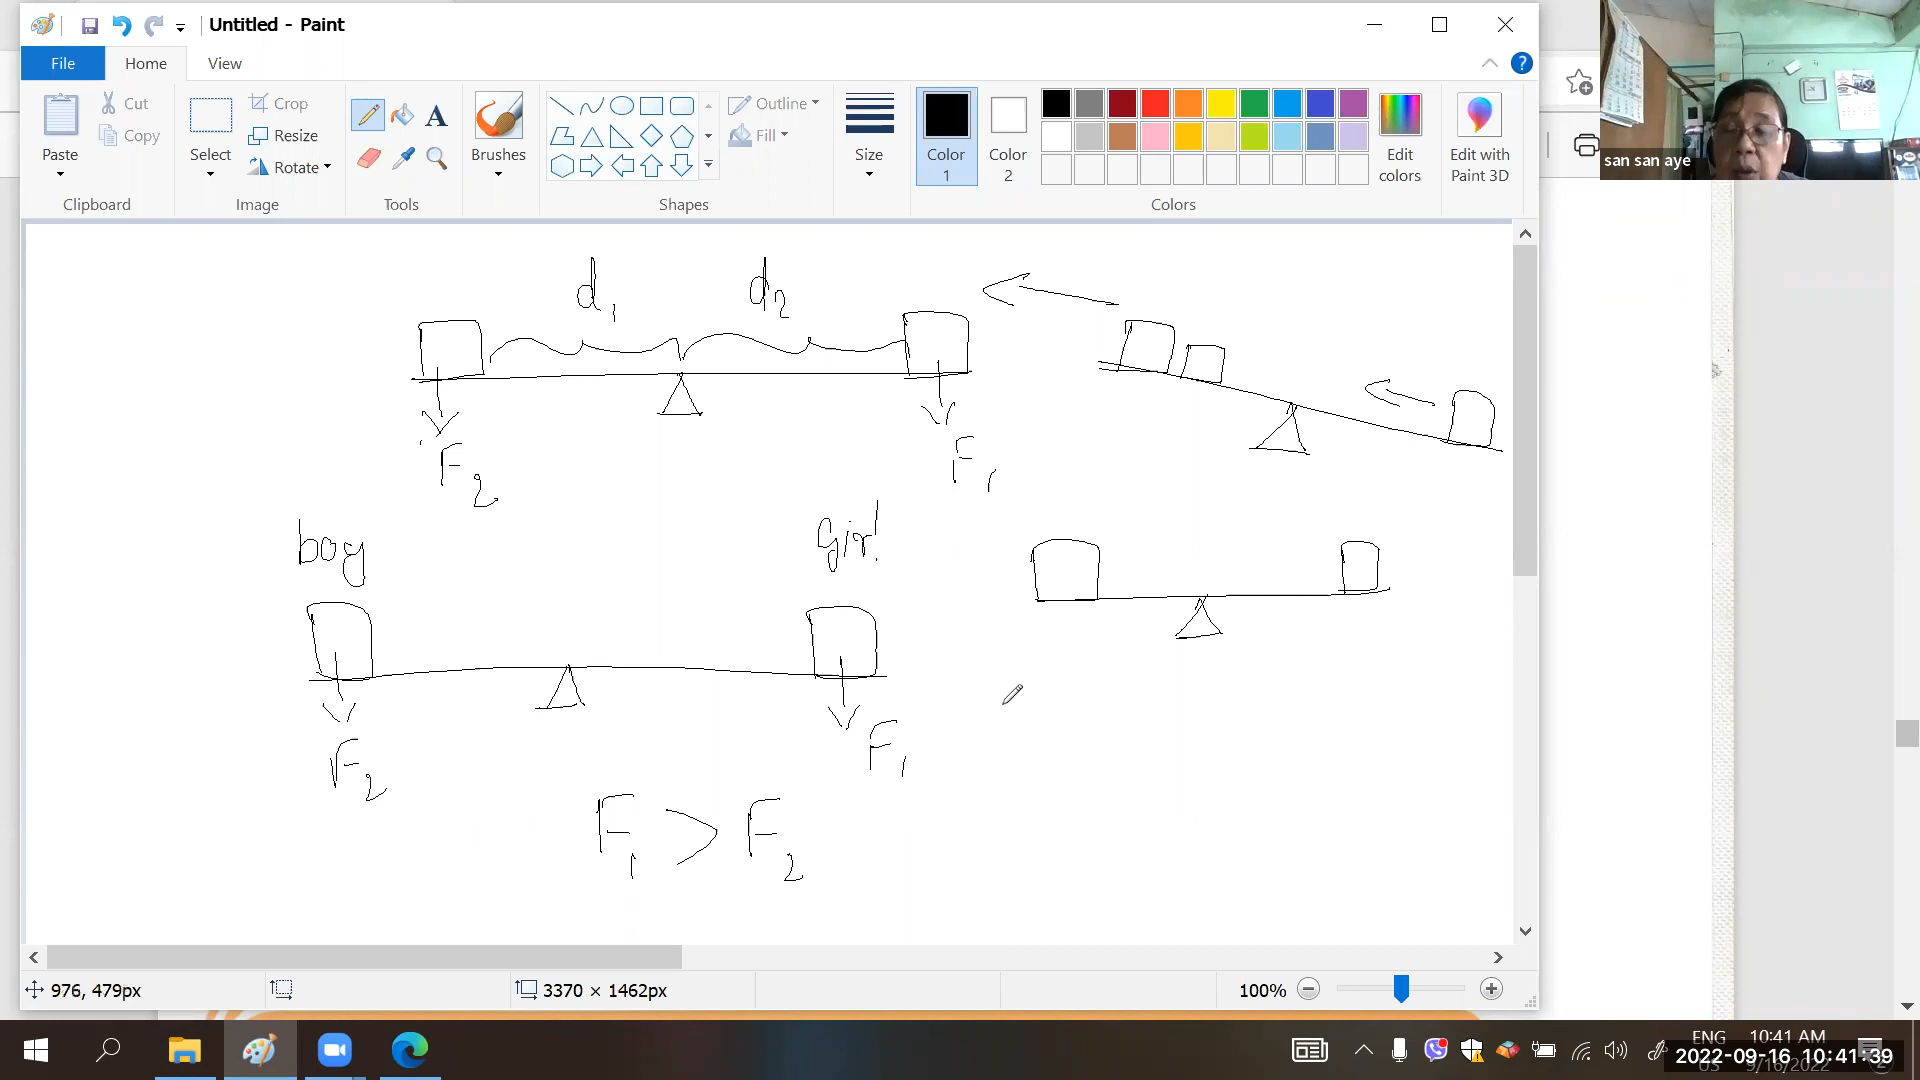 Untitled - Paint
File Home View
Paste
Cut
Copy
Clipboard
Select
Crop
Resize
Rotate
Image
Tools
Brushes
Shapes
Outline
Fill
Size
Color 1
Color 2
Edit colors
Edit with Paint 3D
Colors
san san aye
d1 d2
F2 F1
boy girl
F2 F1
F1 > F2
976, 479px
3370 × 1462px
100%
ENG 10:41 AM
2022-09-16 10:41:39
9/16/2022